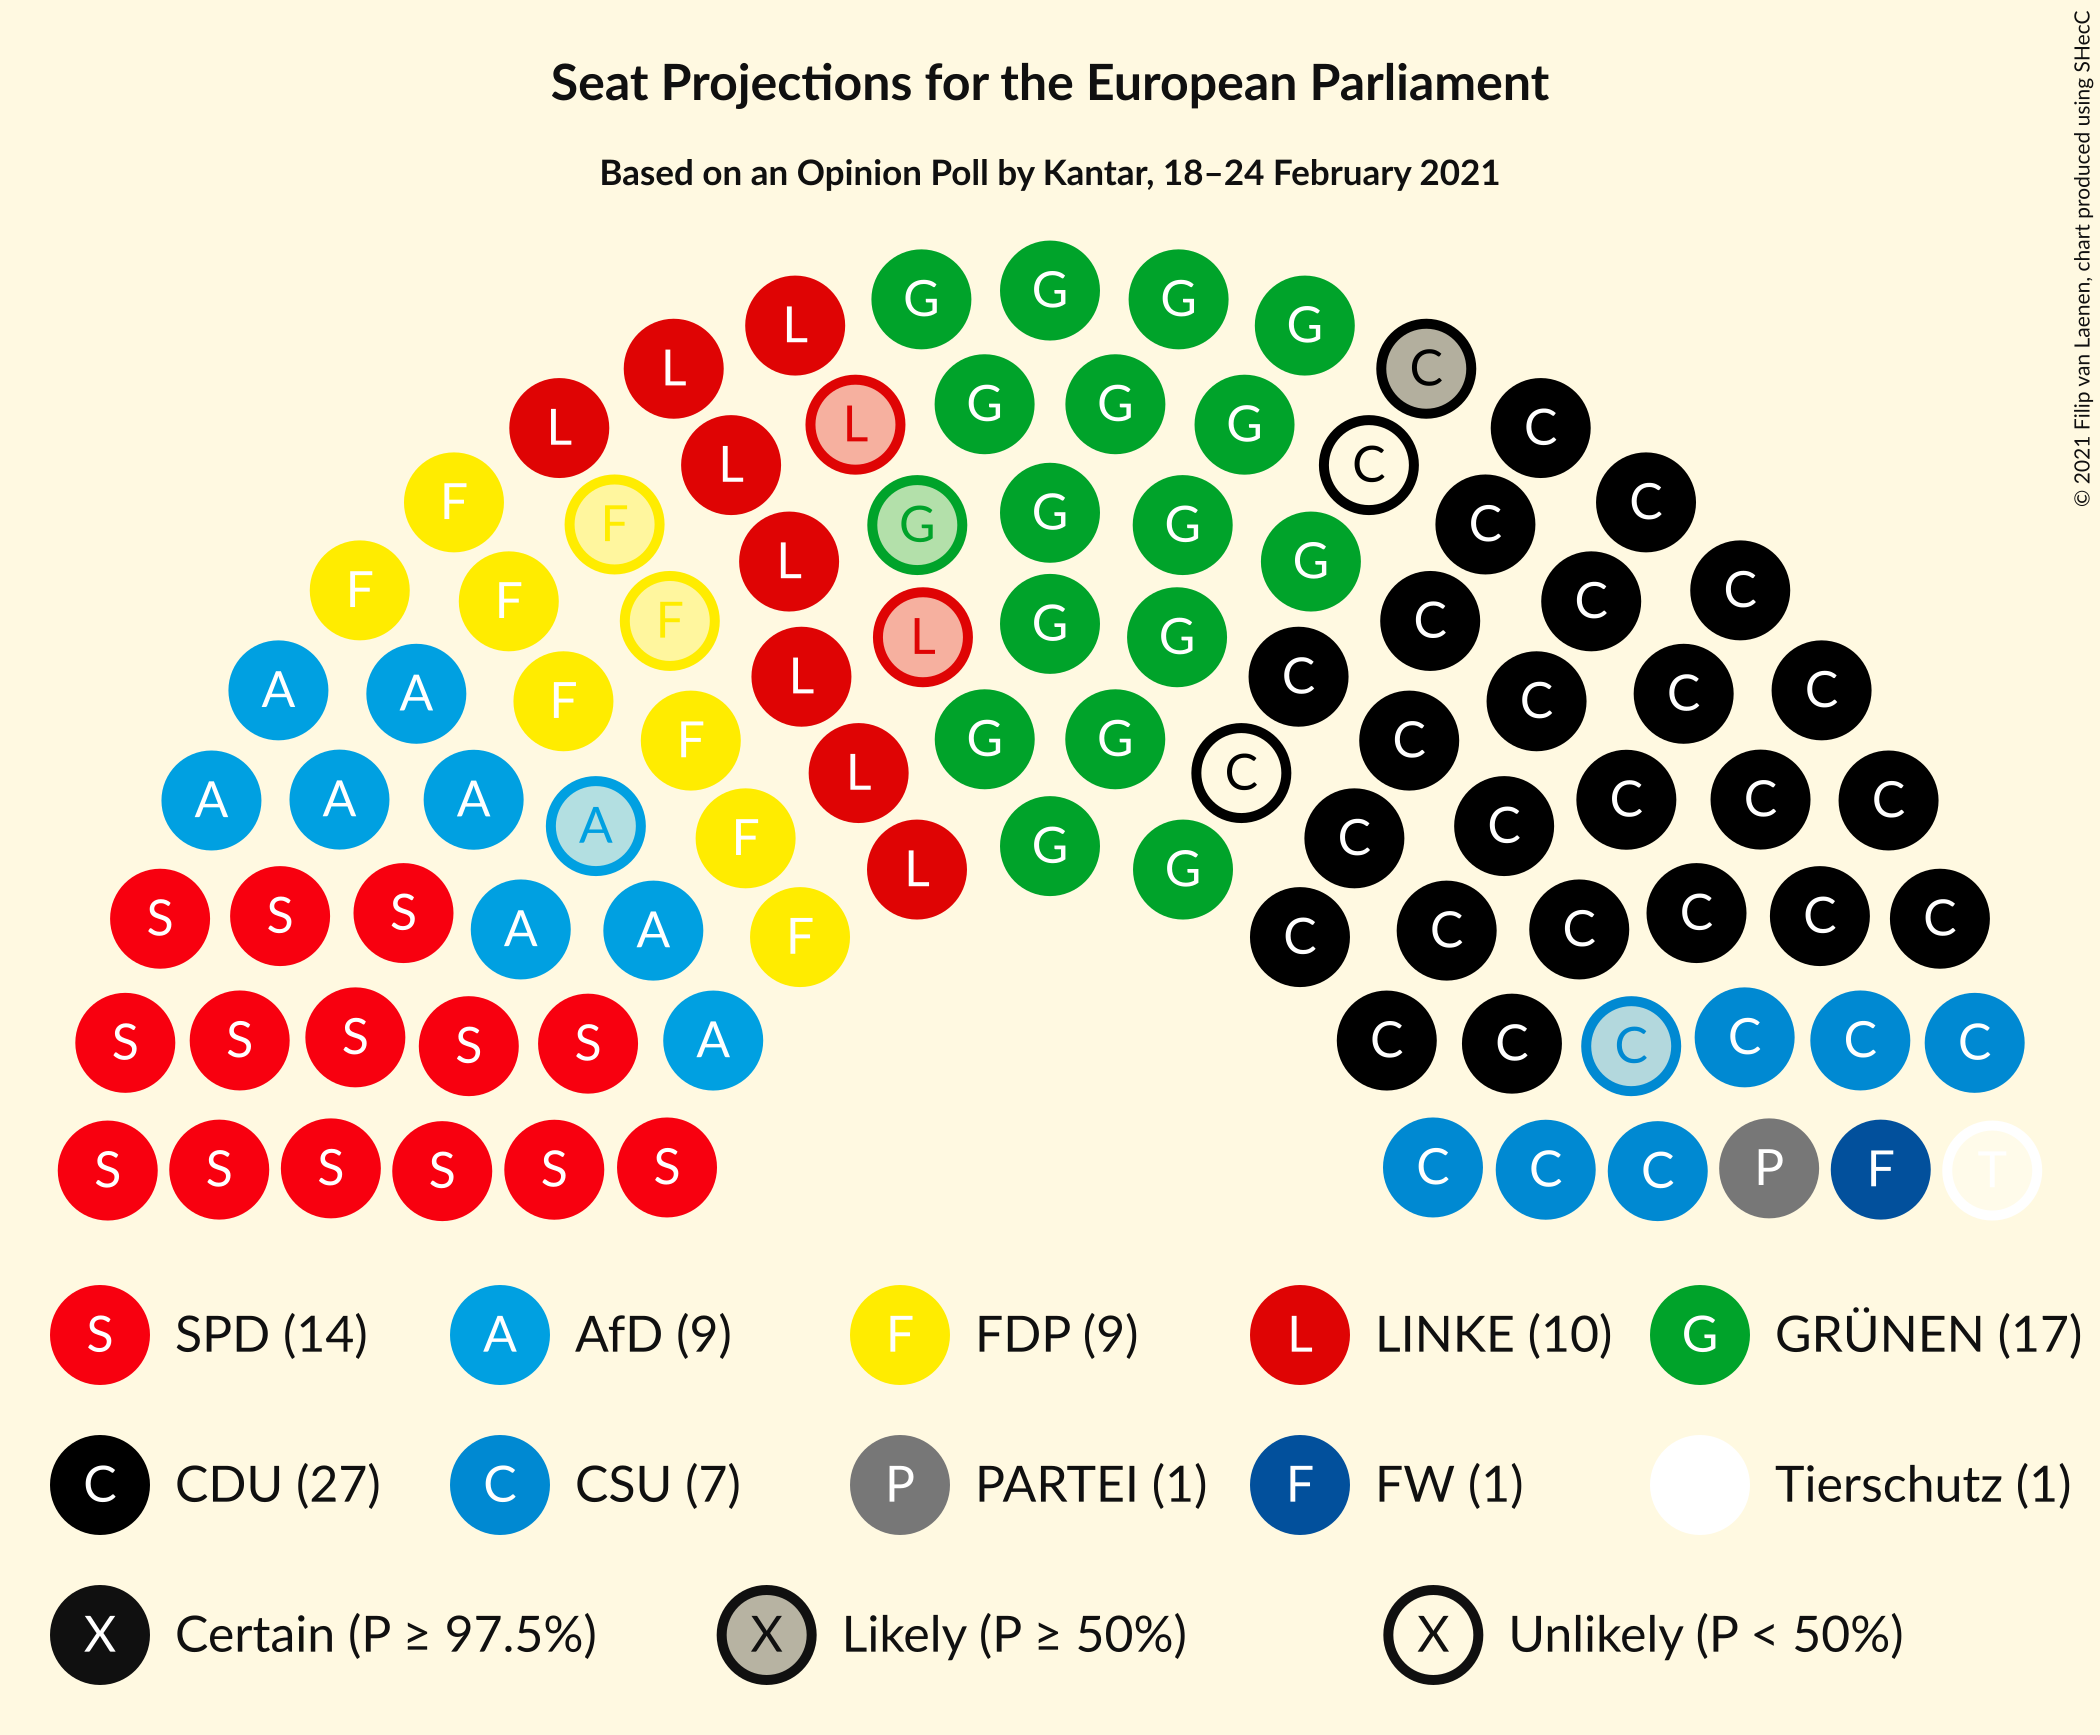 Seat Projections for the European Parliament
Based on an Opinion Poll by Kantar, 18–24 February 2021
© 2021 Filip van Laenen, chart produced using SHecC
G
G G
L G
L C
L G G C
L G
L C
F C
F G C
L G G
F C
L G
F C
F G G C
L C
L G G
A A F C C C
F C
L G G C
A A A A C C C C
F C
G
L G
S S S A A F C C C C C C
S S S S S A C C C C C C
S S S S S S C C C P F T
S SPD (14) A AfD (9) F FDP (9) L LINKE (10) G GRÜNEN (17)
C CDU (27) C CSU (7) P PARTEI (1) F FW (1) Tierschutz (1)
X Certain (P ≥ 97.5%) X Likely (P ≥ 50%) X Unlikely (P < 50%)